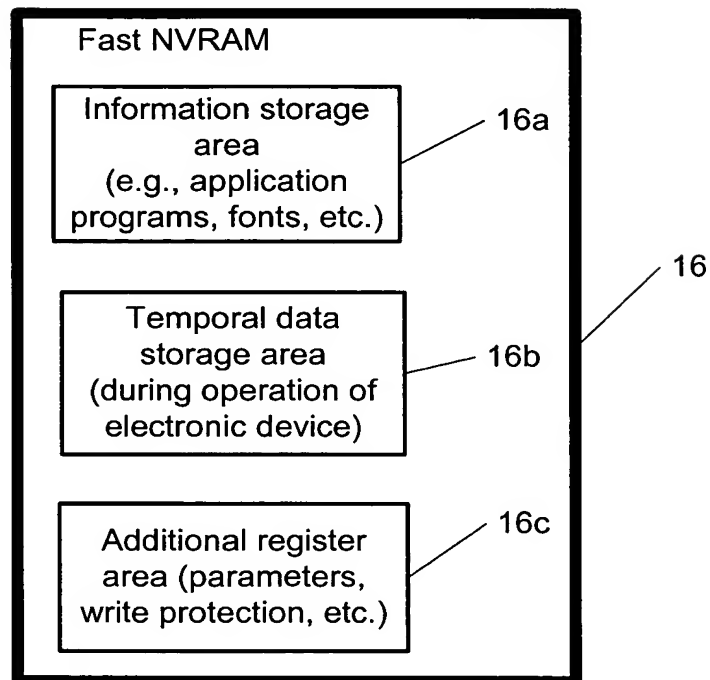 Fast NVRAM
Information storage
area
(e.g., application
programs, fonts, etc.)
16a
16
Temporal data
storage area
(during operation of
electronic device)
16b
Additional register
area (parameters,
write protection, etc.)
16c